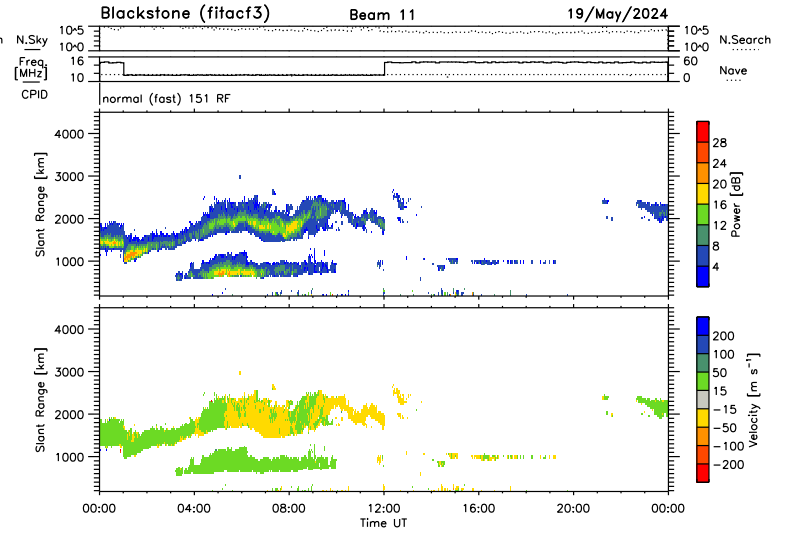 Blackstone (fitacf3)
Beam 11
19/May/2024
N.Sky
10^5
10^0
10^5
10^0
N.Search
Freq.
[MHz]
16
10
60
0
Nave
CPID
normal (fast) 151 RF
Slant Range [km]
4000
3000
2000
1000
28
24
20
16
12
8
4
Power [dB]
Slant Range [km]
4000
3000
2000
1000
200
100
50
15
-15
-50
-100
-200
Velocity [m s⁻¹]
00:00 04:00 08:00 12:00 16:00 20:00 00:00
Time UT